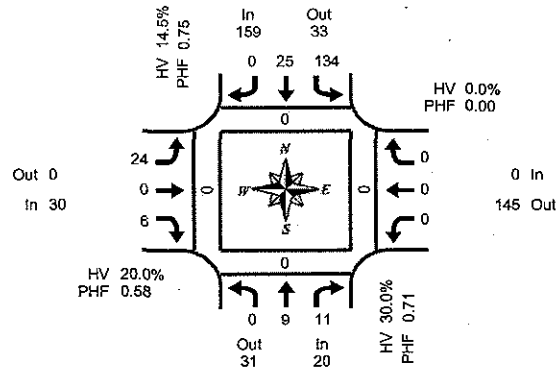 In Out
159 33
HV 14.5%
PHF 0.75
0 25 134
HV 0.0%
PHF 0.00
0
24
0
6
Out 0
In 30
0
N
W E
S
0
0
0
0
0 In
145 Out
0
HV 20.0%
PHF 0.58
0 9 11
HV 30.0%
PHF 0.71
Out In
31 20